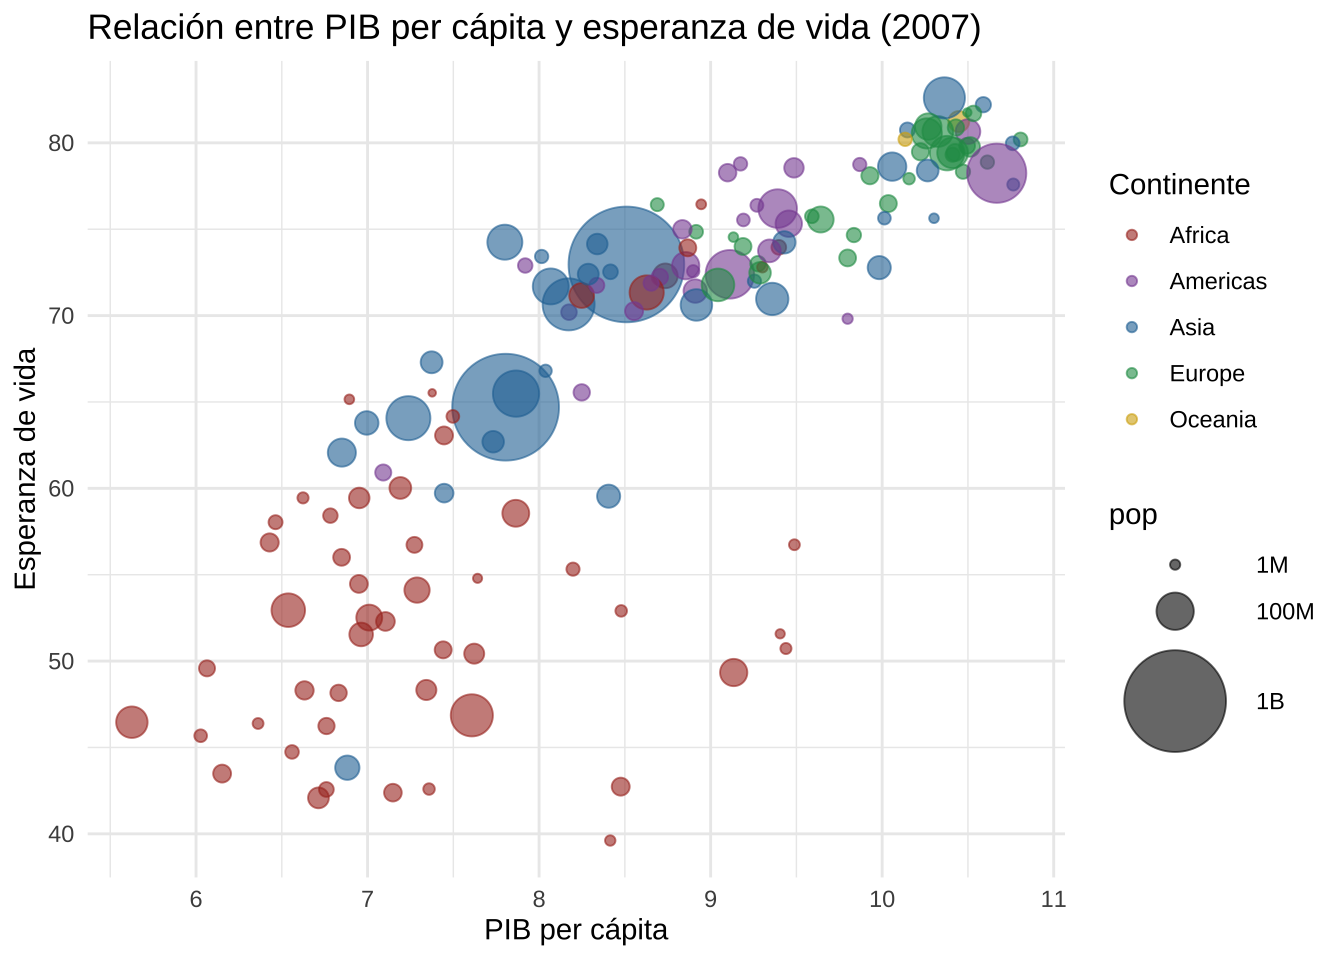 Relación entre PIB per cápita y esperanza de vida (2007)
Esperanza de vida
80
70
60
50
40
6 7 8 9 10 11
PIB per cápita
Continente
Africa
Americas
Asia
Europe
Oceania
pop
1M
100M
1B